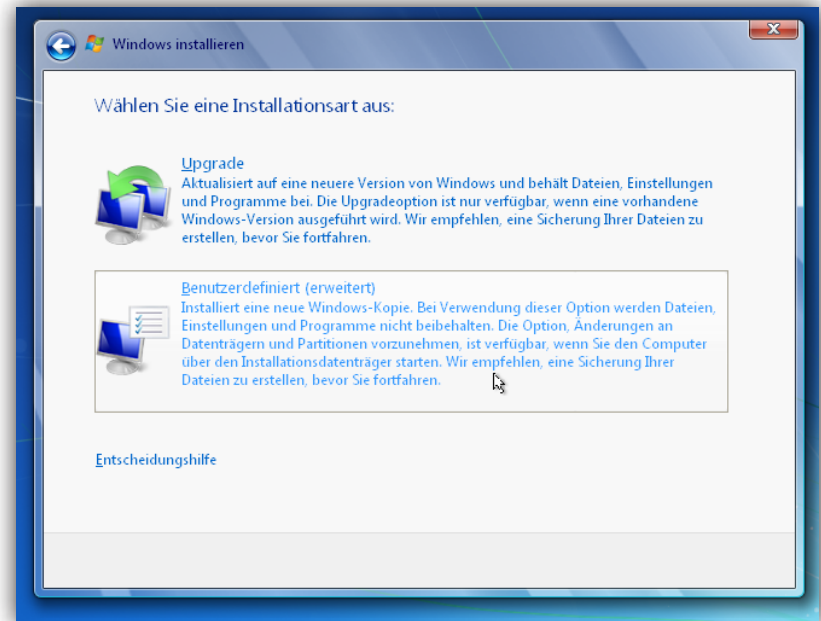 Windows installieren
Wählen Sie eine Installationsart aus:
Upgrade
Aktualisiert auf eine neuere Version von Windows und behält Dateien, Einstellungen
und Programme bei. Die Upgradeoption ist nur verfügbar, wenn eine vorhandene
Windows-Version ausgeführt wird. Wir empfehlen, eine Sicherung Ihrer Dateien zu
erstellen, bevor Sie fortfahren.
Benutzerdefiniert (erweitert)
Installiert eine neue Windows-Kopie. Bei Verwendung dieser Option werden Dateien,
Einstellungen und Programme nicht beibehalten. Die Option, Änderungen an
Datenträgern und Partitionen vorzunehmen, ist verfügbar, wenn Sie den Computer
über den Installationsdatenträger starten. Wir empfehlen, eine Sicherung Ihrer
Dateien zu erstellen, bevor Sie fortfahren.
Entscheidungshilfe